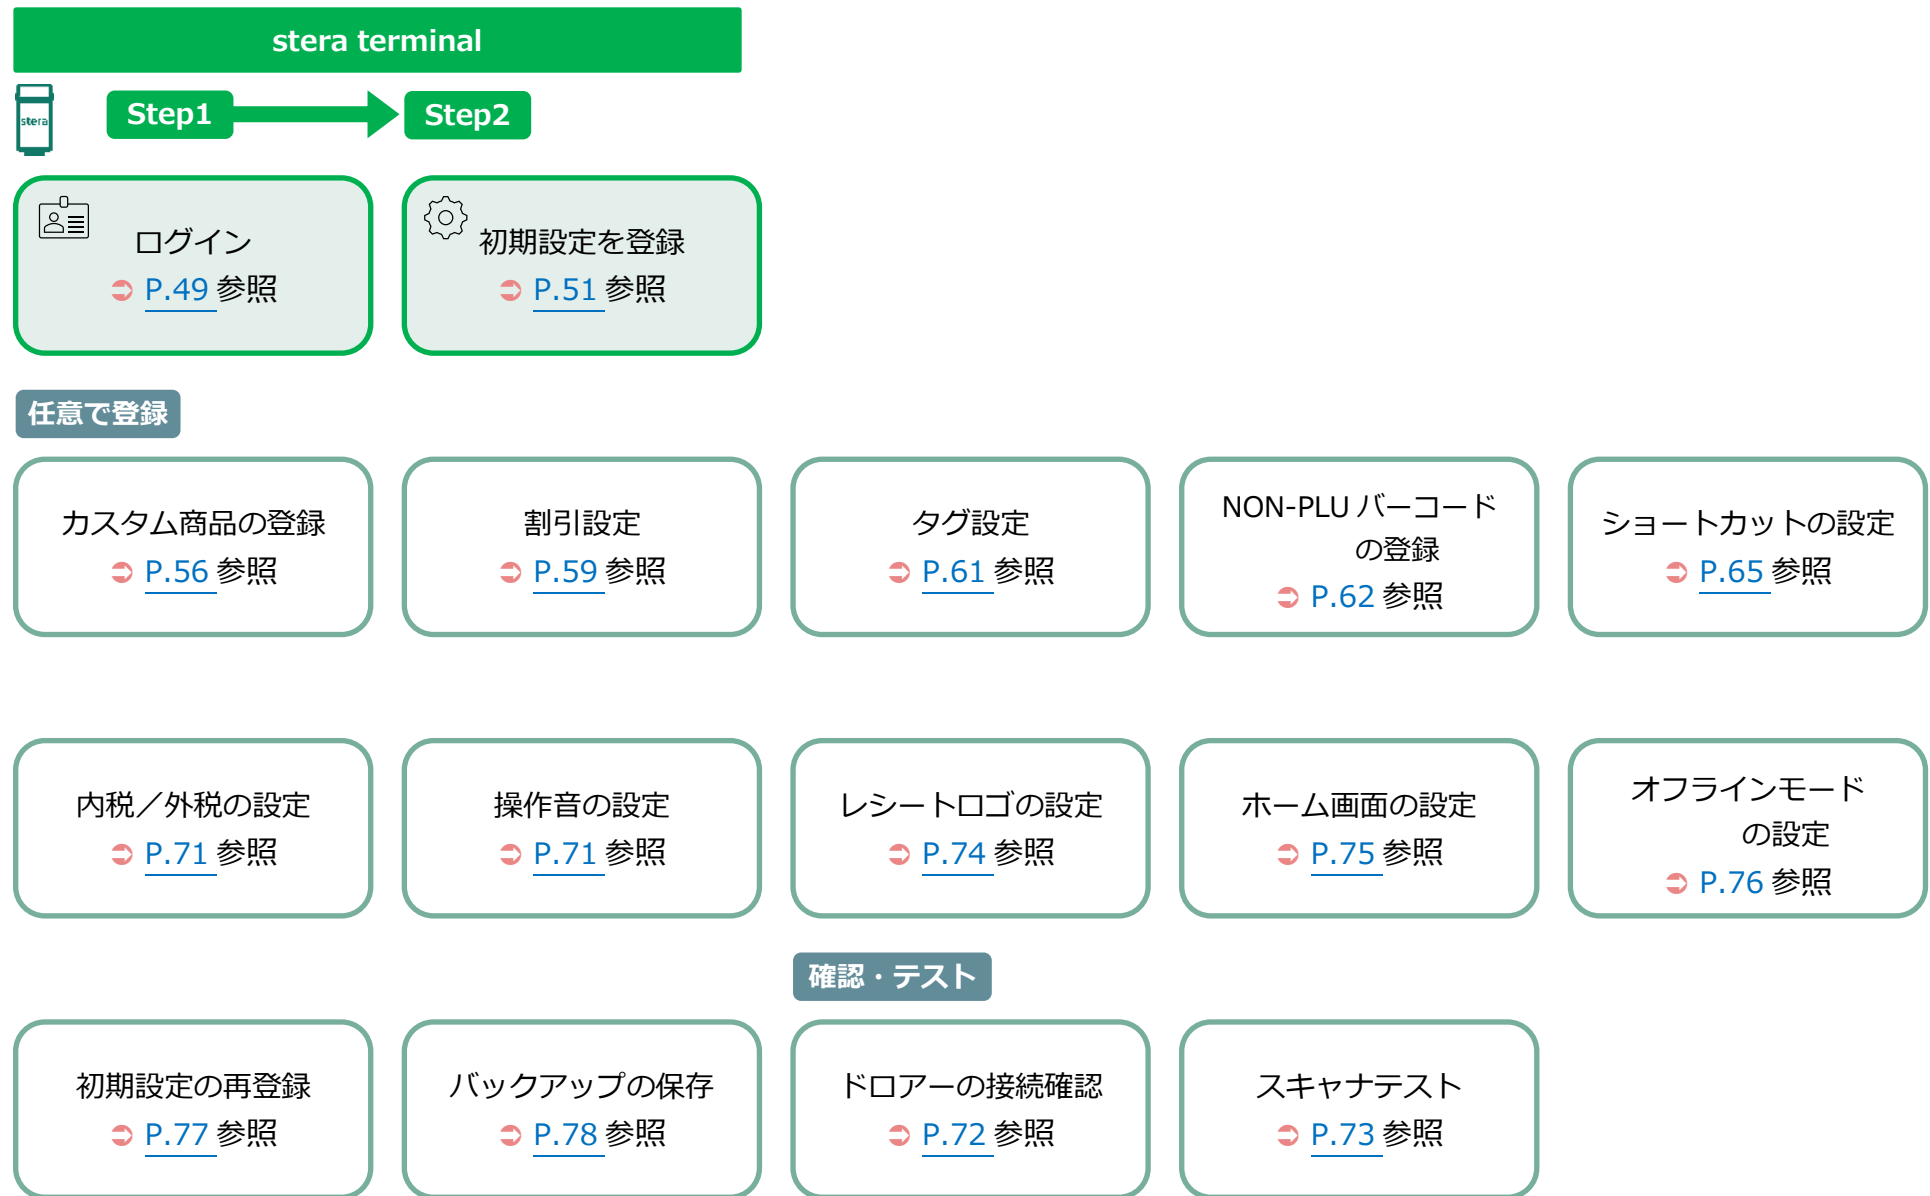 stera terminal
stera
Step1
Step2
ログイン
P.49 参照
初期設定を登録
P.51 参照
任意で登録
カスタム商品の登録
P.56 参照
割引設定
P.59 参照
タグ設定
P.61 参照
NON-PLU バーコード
の登録
P.62 参照
ショートカットの設定
P.65 参照
内税／外税の設定
P.71 参照
操作音の設定
P.71 参照
レシートロゴの設定
P.74 参照
ホーム画面の設定
P.75 参照
オフラインモード
の設定
P.76 参照
初期設定の再登録
P.77 参照
バックアップの保存
P.78 参照
確認・テスト
ドロアーの接続確認
P.72 参照
スキャナテスト
P.73 参照